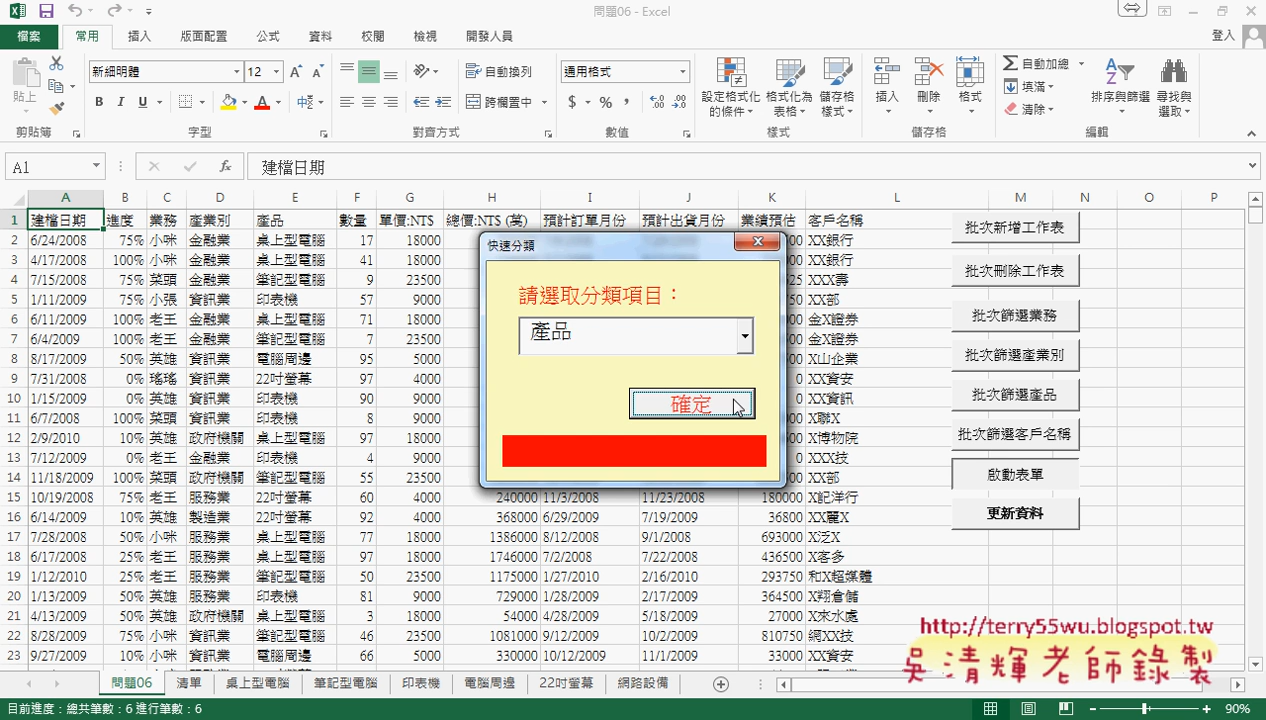 問題06 - Excel
檔案 常用 插入 版面配置 公式 資料 校閱 檢視 開發人員 登入
貼上 新細明體 12 自動換列 通用格式 設定格式化的條件 格式化為表格 儲存格樣式 插入 刪除 格式 自動加總 填滿 清除 排序與篩選 尋找與選取
B I U 跨欄置中 $ % ,
剪貼簿 字型 對齊方式 數值 樣式 儲存格 編輯
A1 fx 建檔日期
A B C D E F G H I J K L M N O P
1 建檔日期 進度 業務 產業別 產品 數量 單價:NT$ 總價:NT$ (萬) 預計訂單月份 預計出貨月份 業績預估 客戶名稱
2 6/24/2008 75% 小咪 金融業 桌上型電腦 17 18000 XX銀行
3 4/17/2008 100% 小咪 金融業 桌上型電腦 41 18000 XX銀行
4 7/15/2008 75% 菜頭 金融業 筆記型電腦 9 23500 XXX壽
5 1/11/2009 75% 小張 資訊業 印表機 57 9000 XX部
6 6/11/2009 100% 老王 金融業 桌上型電腦 71 18000 金X證券
7 6/4/2009 100% 老王 金融業 筆記型電腦 7 23500 金X證券
8 8/17/2009 50% 英雄 資訊業 電腦周邊 95 5000 X山企業
9 7/31/2008 0% 瑤瑤 資訊業 22吋螢幕 97 4000 0 XX資安
10 1/15/2009 0% 英雄 資訊業 印表機 90 9000 0 XX資訊
11 6/7/2008 100% 菜頭 資訊業 印表機 8 9000 X聯X
12 2/9/2010 10% 英雄 政府機關 桌上型電腦 97 18000 X博物院
13 7/12/2009 0% 老王 金融業 印表機 4 9000 0 XXX技
14 11/18/2008 100% 菜頭 政府機關 筆記型電腦 55 23500 XX部
15 10/19/2008 75% 老王 服務業 22吋螢幕 60 4000 240000 11/3/2008 11/23/2008 180000 X記洋行
16 6/14/2009 10% 英雄 製造業 22吋螢幕 92 4000 368000 6/29/2009 7/19/2009 36800 XX麗X
17 7/28/2008 50% 小咪 服務業 桌上型電腦 77 18000 1386000 8/12/2008 9/1/2008 693000 X泛X
18 6/17/2008 25% 老王 服務業 桌上型電腦 97 18000 1746000 7/2/2008 7/22/2008 436500 X客多
19 1/12/2010 25% 老王 服務業 筆記型電腦 50 23500 1175000 1/27/2010 2/16/2010 293750 和X超媒體
20 1/13/2009 50% 英雄 服務業 印表機 81 9000 729000 1/28/2009 2/17/2009 364500 X翔倉儲
21 4/13/2009 50% 英雄 政府機關 桌上型電腦 3 18000 54000 4/28/2009 5/18/2009 27000 X來水處
22 8/28/2009 75% 小咪 資訊業 筆記型電腦 46 23500 1081000 9/12/2009 10/2/2009 810750 網XX技
23 9/27/2009 10% 小咪 資訊業 電腦周邊 66 5000 330000 10/12/2009 11/1/2009 33000 XX資安
快速分類
請選取分類項目：
產品
確定
批次新增工作表
批次刪除工作表
批次篩選業務
批次篩選產業別
批次篩選產品
批次篩選客戶名稱
啟動表單
更新資料
http://terry55wu.blogspot.tw
吳清輝老師錄製
問題06 清單 桌上型電腦 筆記型電腦 印表機 電腦周邊 22吋螢幕 網路設備
目前進度：總共筆數：6 進行筆數：6 90%